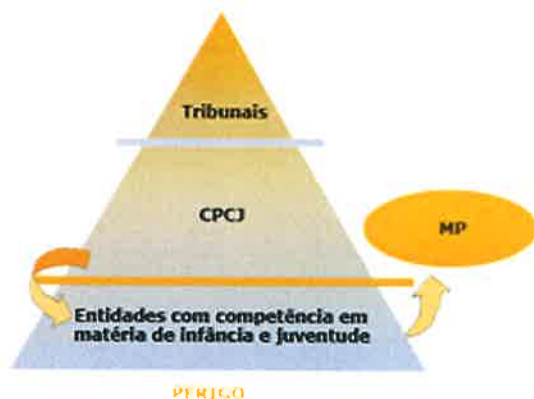 Tribunais
CPCJ
MP
Entidades com competência em
matéria de infância e juventude
PERIGO